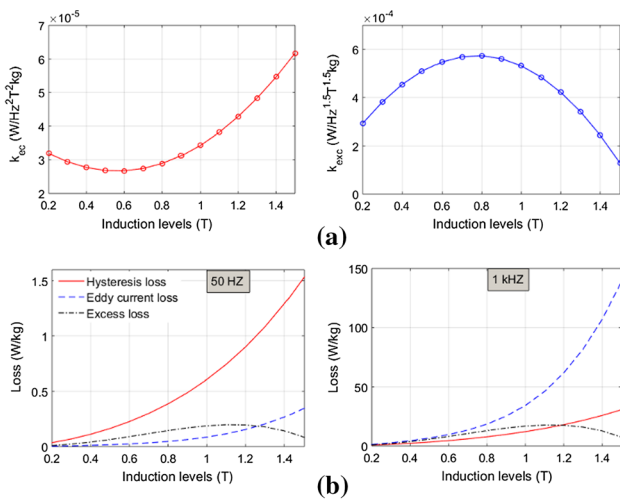 ×10⁻⁵
7
6
5
4
3
2
k_ec (W/Hz²T²kg)
0.2 0.4 0.6 0.8 1 1.2 1.4
Induction levels (T)
×10⁻⁴
6
4
2
0
k_exc (W/Hz^1.5T^1.5kg)
0.2 0.4 0.6 0.8 1 1.2 1.4
Induction levels (T)
(a)
1.5
1
0.5
0
Loss (W/kg)
Hysteresis loss
Eddy current loss
Excess loss
50 HZ
0.2 0.4 0.6 0.8 1 1.2 1.4
Induction levels (T)
150
100
50
0
Loss (W/kg)
1 kHZ
0.2 0.4 0.6 0.8 1 1.2 1.4
Induction levels (T)
(b)